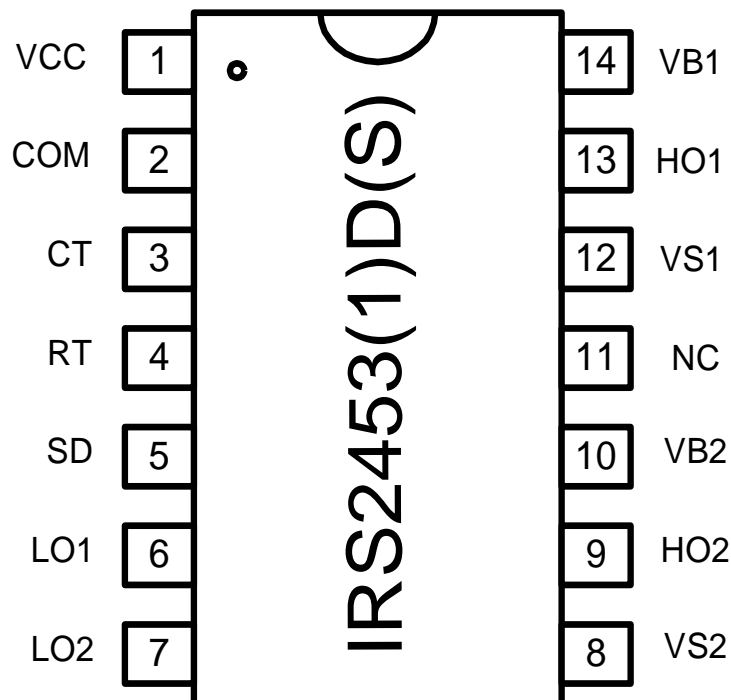 VCC 1 14 VB1
COM 2 13 HO1
CT 3 12 VS1
RT 4 11 NC
SD 5 10 VB2
LO1 6 9 HO2
LO2 7 8 VS2
IRS2453(1)D(S)